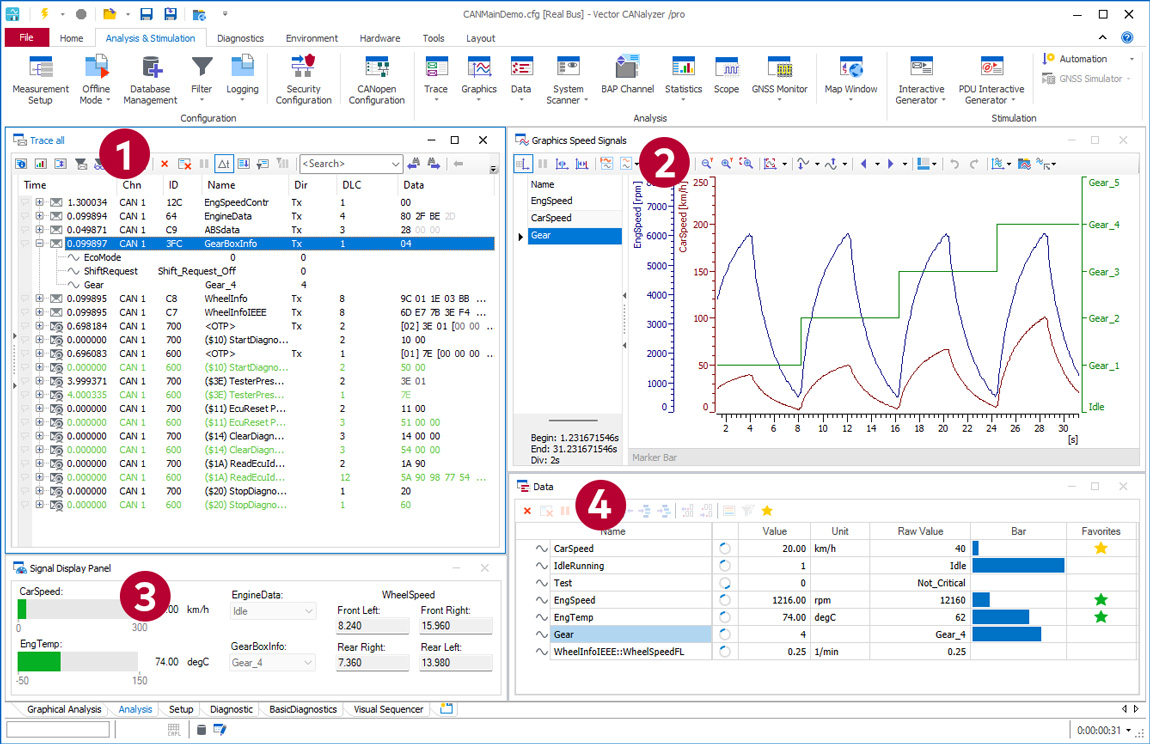 CANMainDemo.cfg [Real Bus] - Vector CANalyzer /pro
File Home Analysis & Stimulation Diagnostics Environment Hardware Tools Layout
Measurement Setup
Offline Mode
Database Management
Filter
Logging
Security Configuration
CANopen Configuration
Trace
Graphics
Data
System Scanner
BAP Channel
Statistics
Scope
GNSS Monitor
Map Window
Interactive Generator
PDU Interactive Generator
Automation
GNSS Simulator
Configuration Analysis Stimulation
Trace all
1
Δt <Search>
Time Chn ID Name Dir DLC Data
1.300034 CAN 1 12C EngSpeedContr Tx 1 00
0.099894 CAN 1 64 EngineData Tx 4 80 2F BE 2D
0.049871 CAN 1 C9 ABSdata Tx 3 28 00 00
0.099897 CAN 1 3FC GearBoxInfo Tx 1 04
EcoMode 0 0
ShiftRequest Shift_Request_Off 0
Gear Gear_4 4
0.099895 CAN 1 C8 WheelInfo Tx 8 9C 01 1E 03 BB ...
0.099895 CAN 1 C7 WheelInfoIEEE Tx 8 6D E7 7B 3E F4 ...
0.698184 CAN 1 700 <OTP> Tx 2 [02] 3E 01 [00 00 ...
0.000000 CAN 1 700 ($10) StartDiagno... 2 10 00
0.696083 CAN 1 600 <OTP> Tx 1 [01] 7E [00 00 00 ...
0.000000 CAN 1 600 ($10) StartDiagno... 2 50 00
3.999371 CAN 1 700 ($3E) TesterPres... 2 3E 01
4.000335 CAN 1 600 ($3E) TesterPres... 1 7E
0.000000 CAN 1 700 ($11) EcuReset P... 2 11 00
0.000000 CAN 1 600 ($11) EcuReset P... 3 51 00 00
0.000000 CAN 1 700 ($14) ClearDiagn... 3 14 00 00
0.000000 CAN 1 600 ($14) ClearDiagn... 3 54 00 00
0.000000 CAN 1 700 ($1A) ReadEcuId... 2 1A 90
0.000000 CAN 1 600 ($1A) ReadEcuId... 12 5A 90 98 77 54 ...
0.000000 CAN 1 700 ($20) StopDiagno... 1 20
0.000000 CAN 1 600 ($20) StopDiagno... 1 60
Graphics Speed Signals
2
Name
EngSpeed
CarSpeed
Gear
Begin: 1.231671546s
End: 31.231671546s
Div: 2s
EngSpeed [rpm]
7000
6000
5000
4000
3000
2000
1000
0
CarSpeed [km/h]
250
200
150
100
50
0
Gear_5
Gear_4
Gear_3
Gear_2
Gear_1
Idle
2 4 6 8 10 12 14 16 18 20 22 24 26 28 30
[s]
Marker Bar
Signal Display Panel
3
CarSpeed:
.00 km/h
0 300
EngTemp:
74.00 degC
-50 150
EngineData:
Idle
GearBoxInfo:
Gear_4
WheelSpeed
Front Left: Front Right:
8.240 15.960
Rear Right: Rear Left:
7.360 13.980
Data
4
Name Value Unit Raw Value Bar Favorites
CarSpeed 20.00 km/h 40
IdleRunning 1 Idle
Test 0 Not_Critical
EngSpeed 1216.00 rpm 12160
EngTemp 74.00 degC 62
Gear 4 Gear_4
WheelInfoIEEE::WheelSpeedFL 0.25 1/min 0.25
Graphical Analysis Analysis Setup Diagnostic BasicDiagnostics Visual Sequencer
CAPL
0:00:00:31